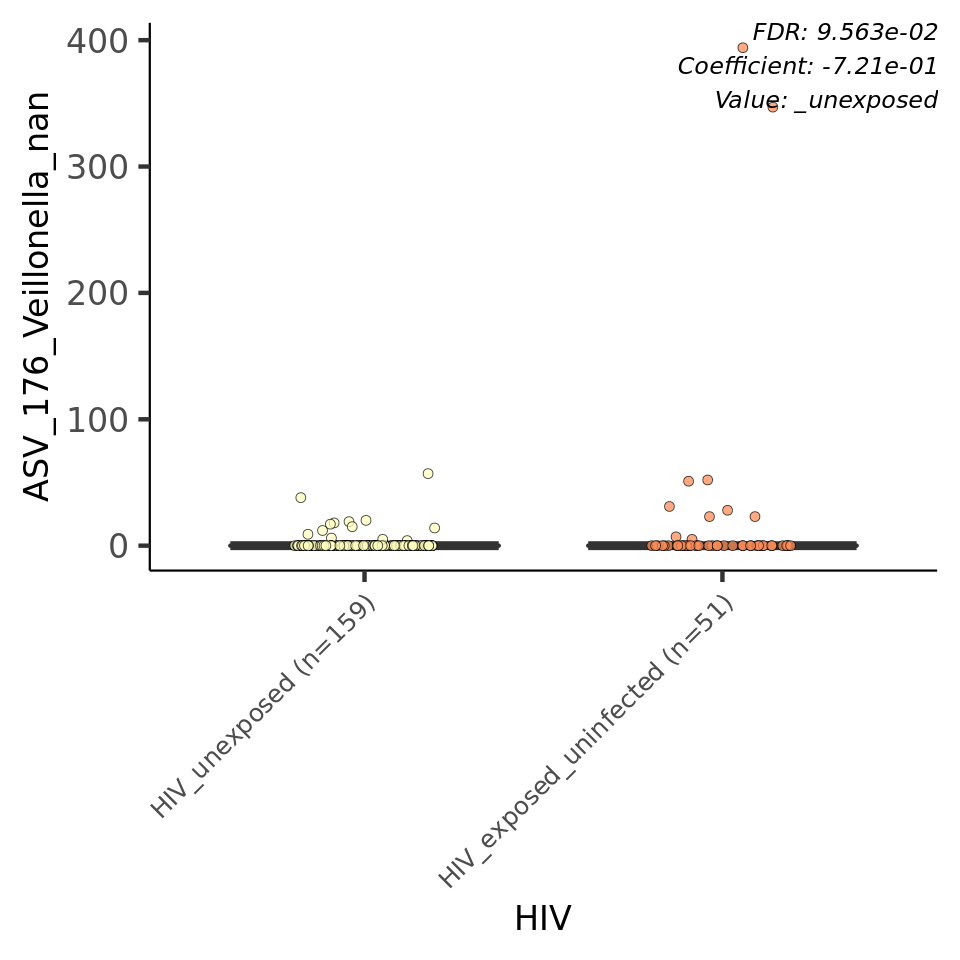 FDR: 9.563e-02
Coefficient: -7.21e-01
Value: _unexposed
ASV_176_Veillonella_nan
400
300
200
100
0
HIV_unexposed (n=159)
HIV_exposed_uninfected (n=51)
HIV